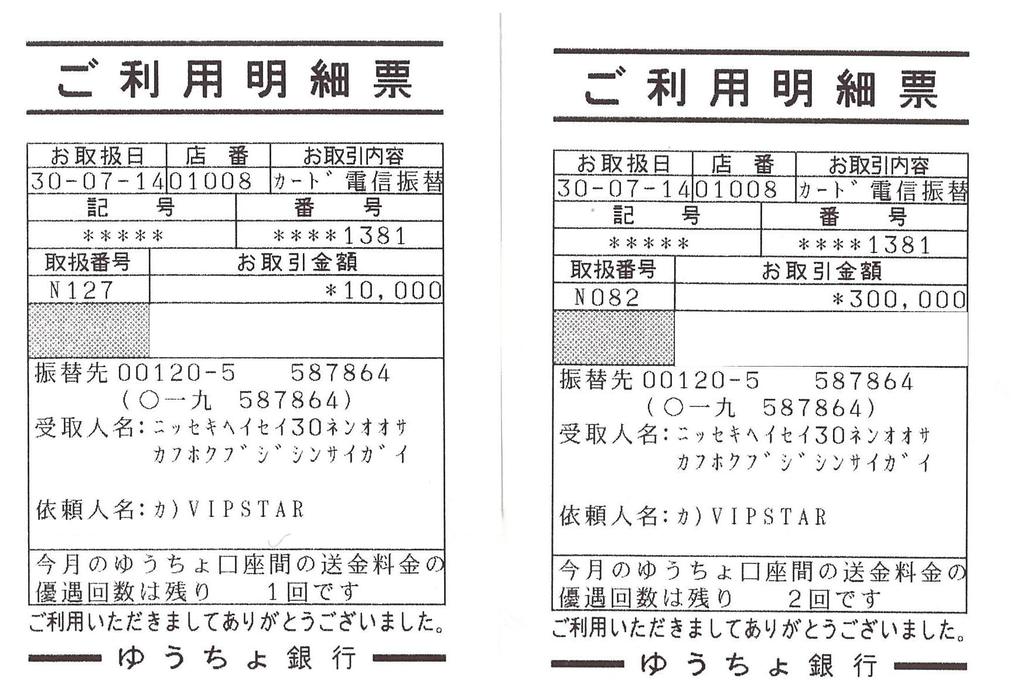 ご利用明細票
お取扱日 店番 お取引内容
30-07-14 01008 カード電信振替
記号 番号
***** ****1381
取扱番号 お取引金額
N127 *10,000
振替先 00120-5 587864
(〇一九 587864)
受取人名:ニッセキヘイセイ30ネンオオサ
カフホクブジシンサイガイ
依頼人名:カ)VIPSTAR
今月のゆうちょ口座間の送金料金の
優遇回数は残り 1回です
ご利用いただきましてありがとうございました。
ゆうちょ銀行
ご利用明細票
お取扱日 店番 お取引内容
30-07-14 01008 カード電信振替
記号 番号
***** ****1381
取扱番号 お取引金額
N082 *300,000
振替先 00120-5 587864
(〇一九 587864)
受取人名:ニッセキヘイセイ30ネンオオサ
カフホクブジシンサイガイ
依頼人名:カ)VIPSTAR
今月のゆうちょ口座間の送金料金の
優遇回数は残り 2回です
ご利用いただきましてありがとうございました。
ゆうちょ銀行